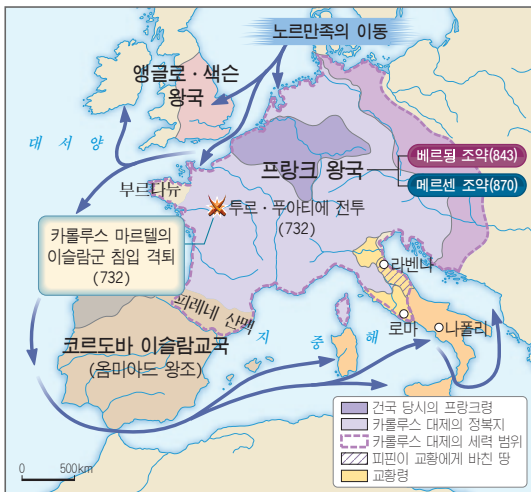 노르만족의 이동
앵글로·색슨
왕국
대서양
베르됭 조약(843)
프랑크 왕국
메르센 조약(870)
부르타뉴
투르·푸아티에 전투
(732)
카롤루스 마르텔의
이슬람군 침입 격퇴
(732)
라벤나
피레네 산맥
로마
나폴리
지중해
코르도바 이슬람교국
(옴미아드 왕조)
건국 당시의 프랑크령
카롤루스 대제의 정복지
카롤루스 대제의 세력 범위
피핀이 교황에게 바친 땅
교황령
0 500km